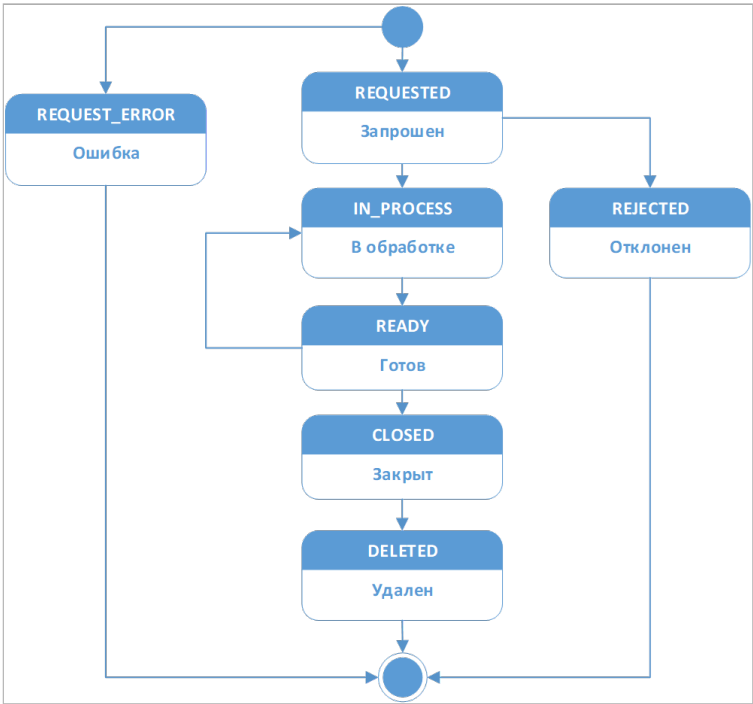 REQUEST_ERROR
Ошибка
REQUESTED
Запрошен
IN_PROCESS
В обработке
REJECTED
Отклонен
READY
Готов
CLOSED
Закрыт
DELETED
Удален